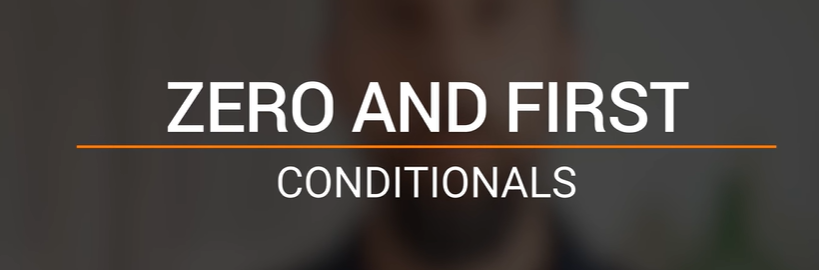 ZERO AND FIRST
CONDITIONALS